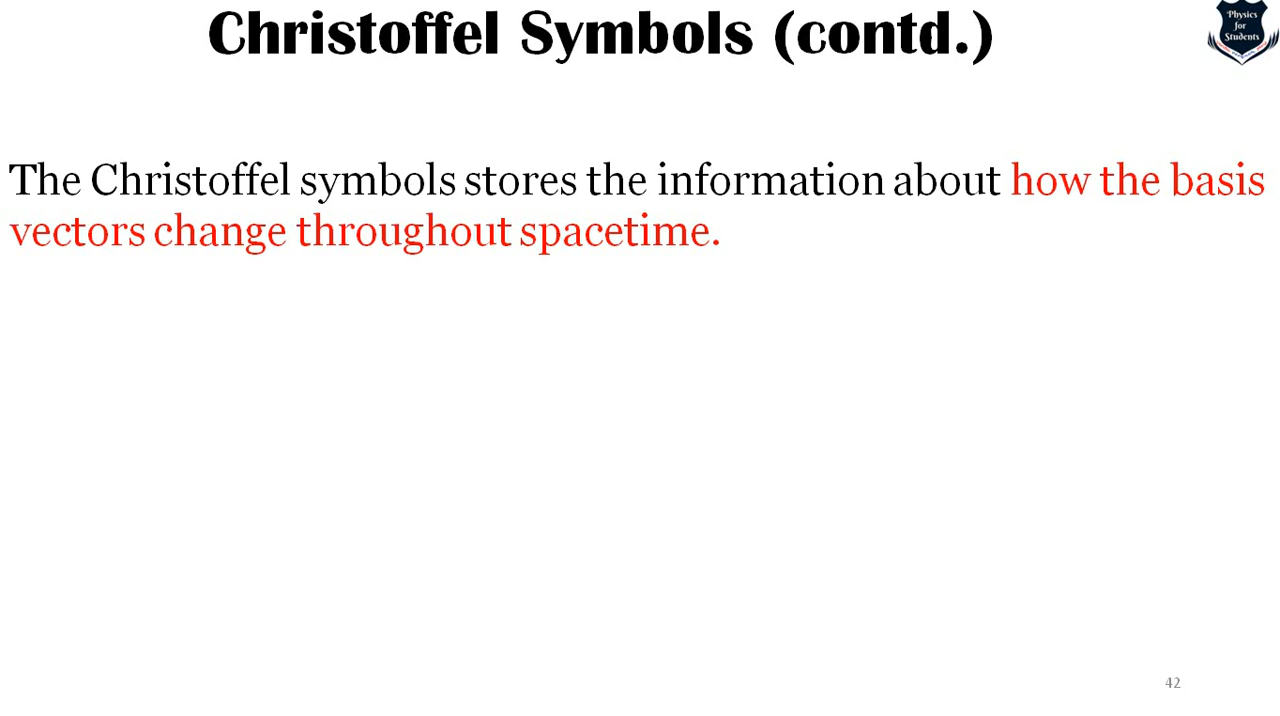 Christoffel Symbols (contd.)
Physics
for
Students
The Christoffel symbols stores the information about how the basis
vectors change throughout spacetime.
42